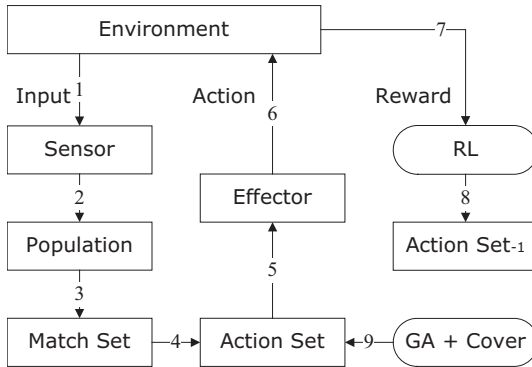 Environment
7
1
Input
Action
Reward
6
Sensor
RL
2
8
Effector
Population
Action Set-1
3
5
Match Set
4
Action Set
9
GA + Cover